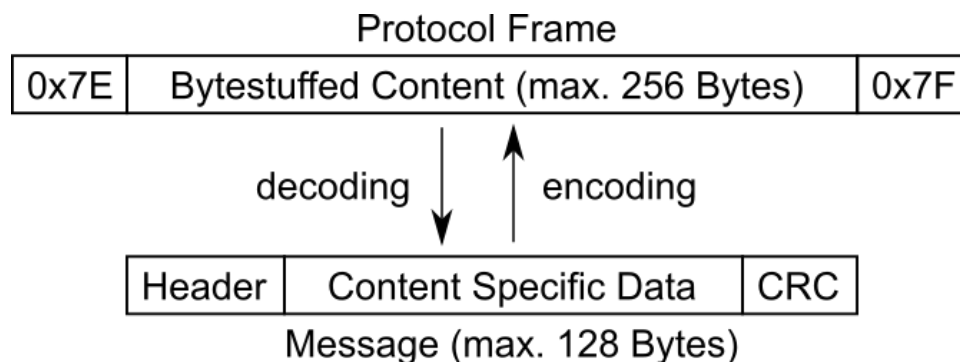 Protocol Frame
0x7E Bytestuffed Content (max. 256 Bytes) 0x7F
decoding encoding
Header Content Specific Data CRC
Message (max. 128 Bytes)